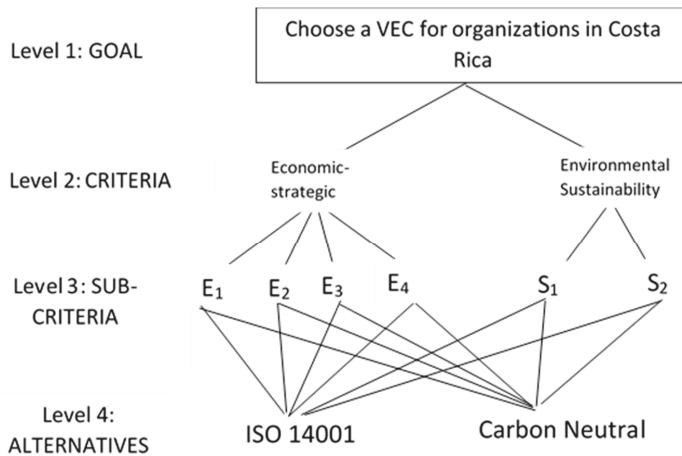 Level 1: GOAL
Choose a VEC for organizations in Costa
Rica
Level 2: CRITERIA
Economic-
strategic
Environmental
Sustainability
Level 3: SUB-
CRITERIA
E₁ E₂ E₃ E₄ S₁ S₂
Level 4:
ALTERNATIVES
ISO 14001 Carbon Neutral